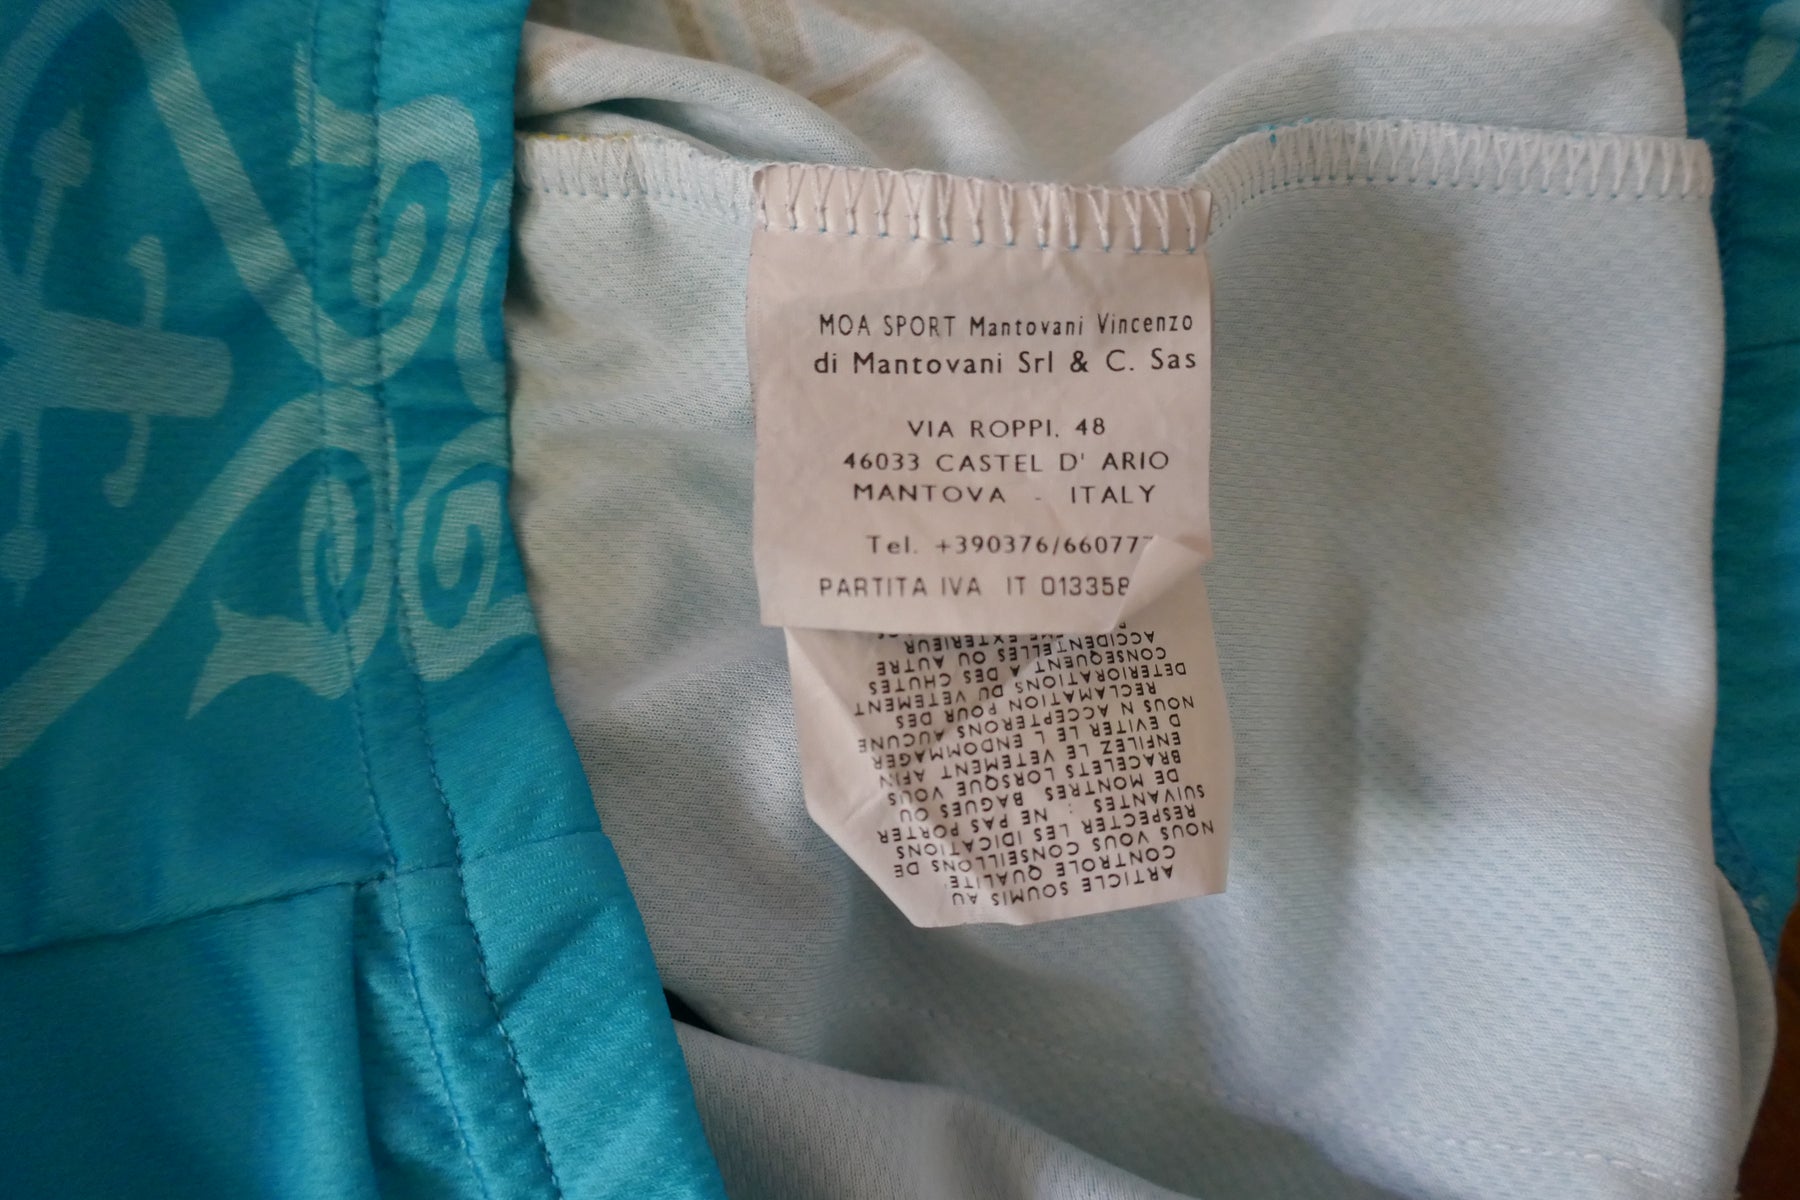 MOA SPORT Mantovani Vincenzo
di Mantovani Srl & C. Sas
VIA ROPPI, 48
46033 CASTEL D' ARIO
MANTOVA - ITALY
Tel. +390376/66077
PARTITA IVA IT 01335
ARTICLE SOUMIS AU
CONTROLE QUALITE.
NOUS VOUS CONSEILLONS DE
RESPECTER LES IDICATIONS
SUIVANTES : NE PAS PORTER
DE MONTRES BAGUES OU
BRACELETS LORSQUE VOUS
ENFILEZ LE VETEMENT AFIN
D EVITER LE L ENDOMMAGER
NOUS N ACCEPTERONS AUCUNE
RECLAMATION POUR DES
DETERIORATIONS DU VETEMENT
CONSEQUENT A DES CHUTES
ACCIDENTELLES OU AUTRE
EXTERIEUR